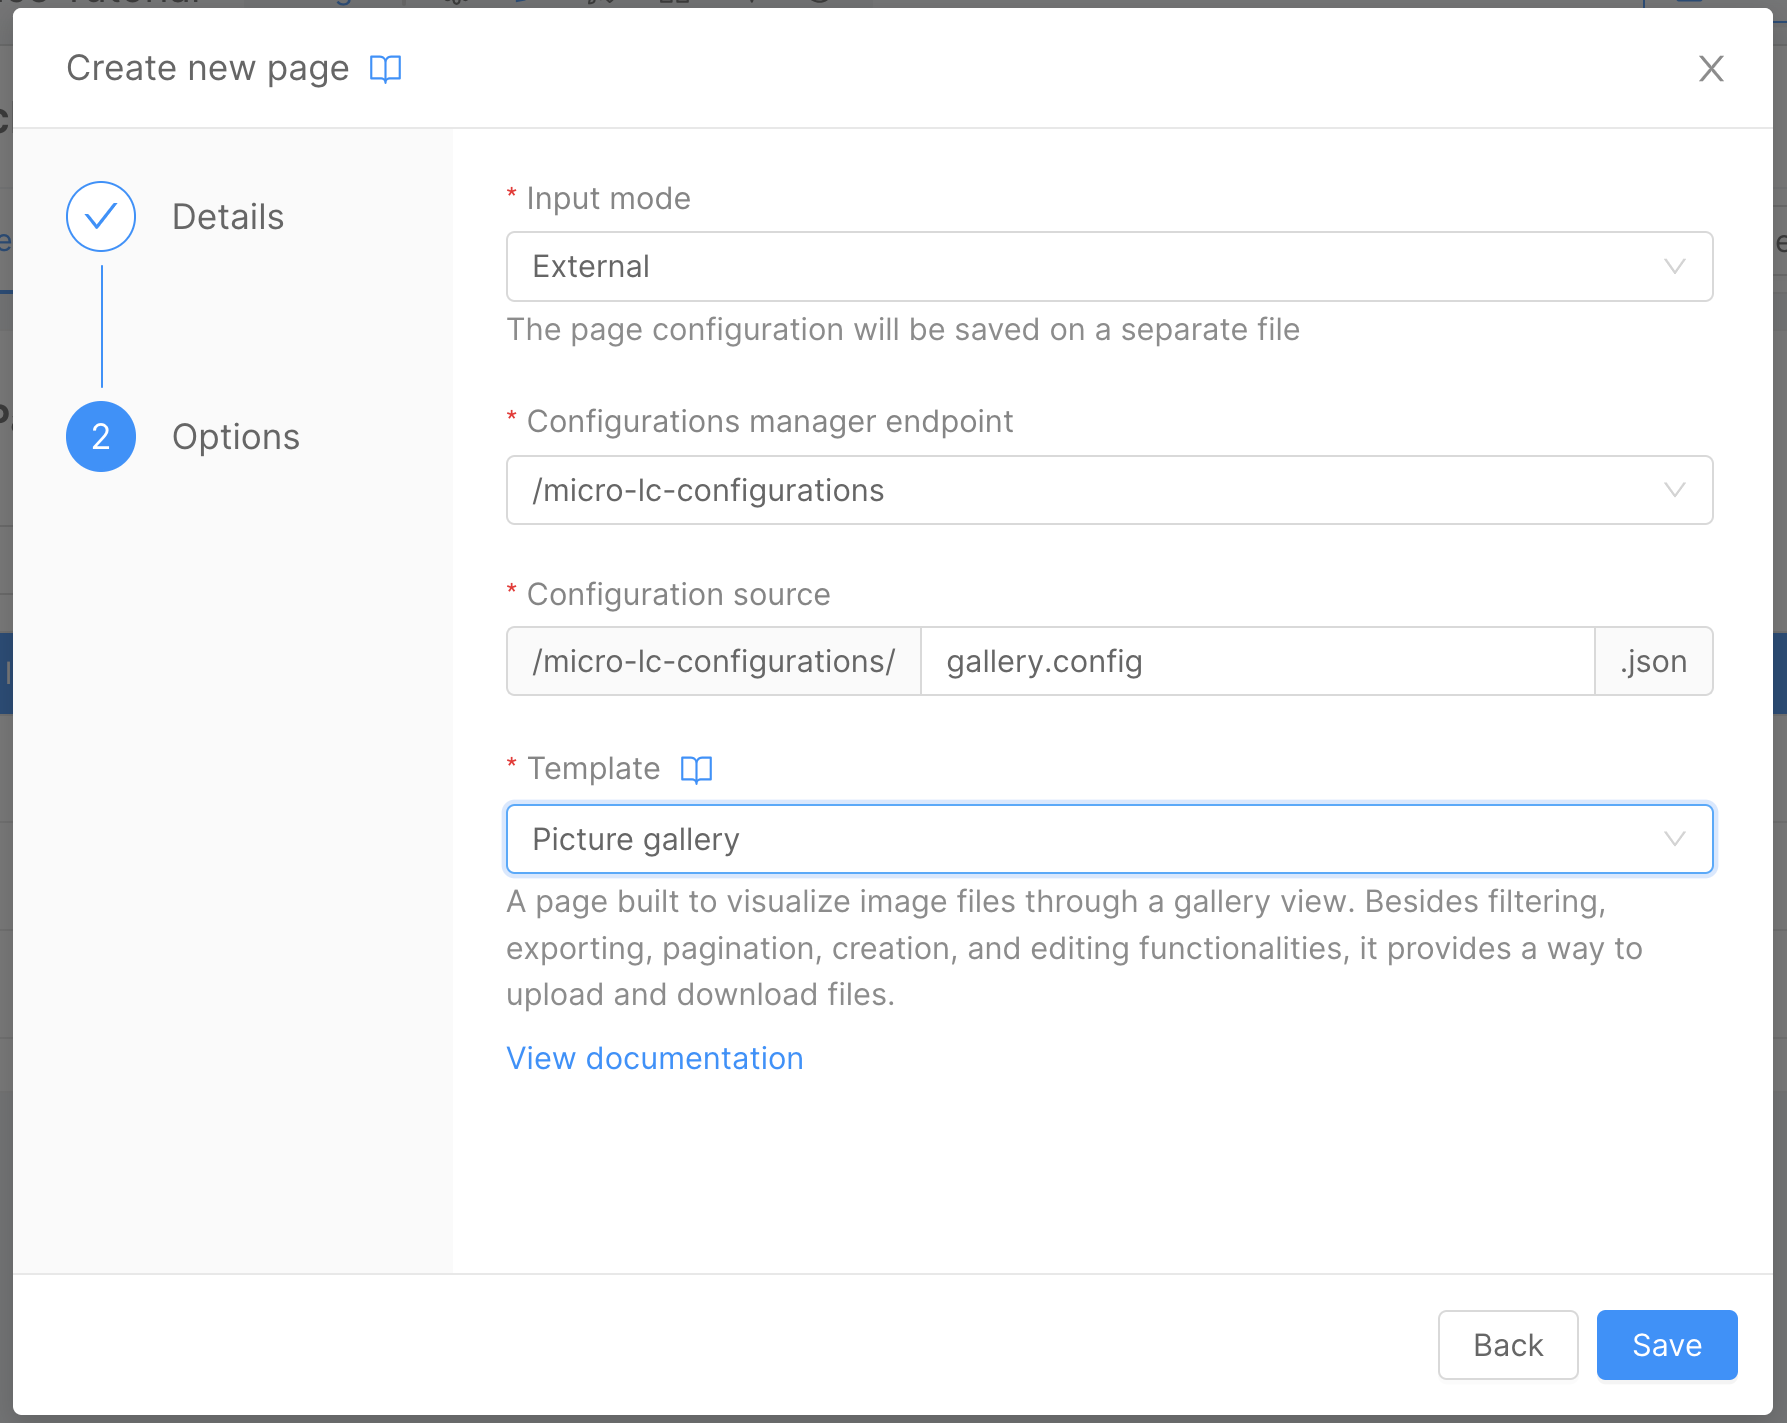 Create new page
Details
2 Options
* Input mode
External
The page configuration will be saved on a separate file
* Configurations manager endpoint
/micro-lc-configurations
* Configuration source
/micro-lc-configurations/ gallery.config .json
* Template
Picture gallery
A page built to visualize image files through a gallery view. Besides filtering,
exporting, pagination, creation, and editing functionalities, it provides a way to
upload and download files.
View documentation
Back Save